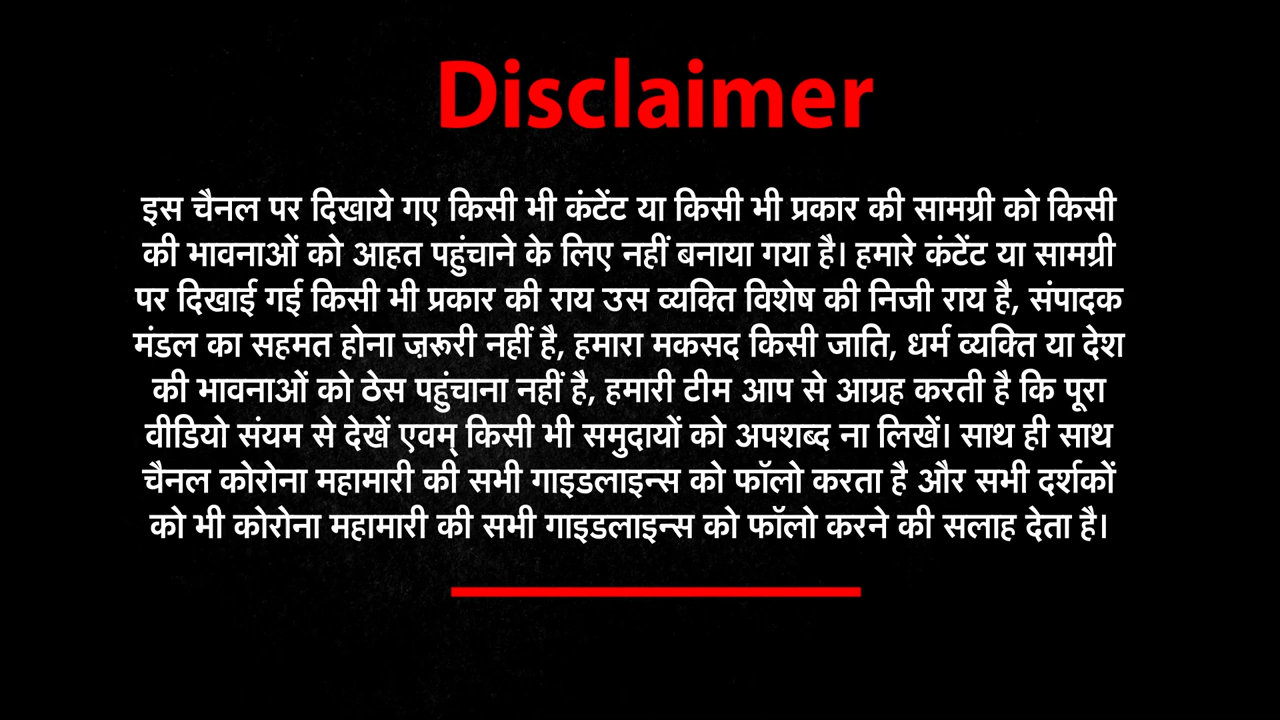 Disclaimer
इस चैनल पर दिखाये गए किसी भी कंटेंट या किसी भी प्रकार की सामग्री को किसी
की भावनाओं को आहत पहुंचाने के लिए नहीं बनाया गया है। हमारे कंटेंट या सामग्री
पर दिखाई गई किसी भी प्रकार की राय उस व्यक्ति विशेष की निजी राय है, संपादक
मंडल का सहमत होना ज़रूरी नहीं है, हमारा मकसद किसी जाति, धर्म व्यक्ति या देश
की भावनाओं को ठेस पहुंचाना नहीं है, हमारी टीम आप से आग्रह करती है कि पूरा
वीडियो संयम से देखें एवम् किसी भी समुदायों को अपशब्द ना लिखें। साथ ही साथ
चैनल कोरोना महामारी की सभी गाइडलाइन्स को फॉलो करता है और सभी दर्शकों
को भी कोरोना महामारी की सभी गाइडलाइन्स को फॉलो करने की सलाह देता है।